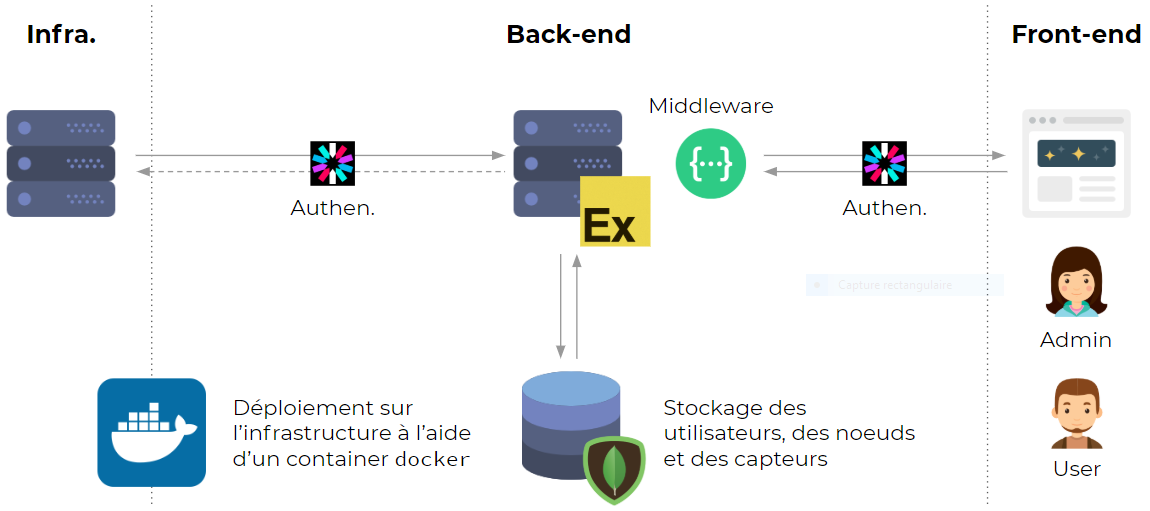 Infra.
Back-end
Front-end
Middleware
Authen.
Authen.
Ex
{···}
Capture rectangulaire
Admin
Déploiement sur
l'infrastructure à l'aide
d'un container docker
Stockage des
utilisateurs, des noeuds
et des capteurs
User